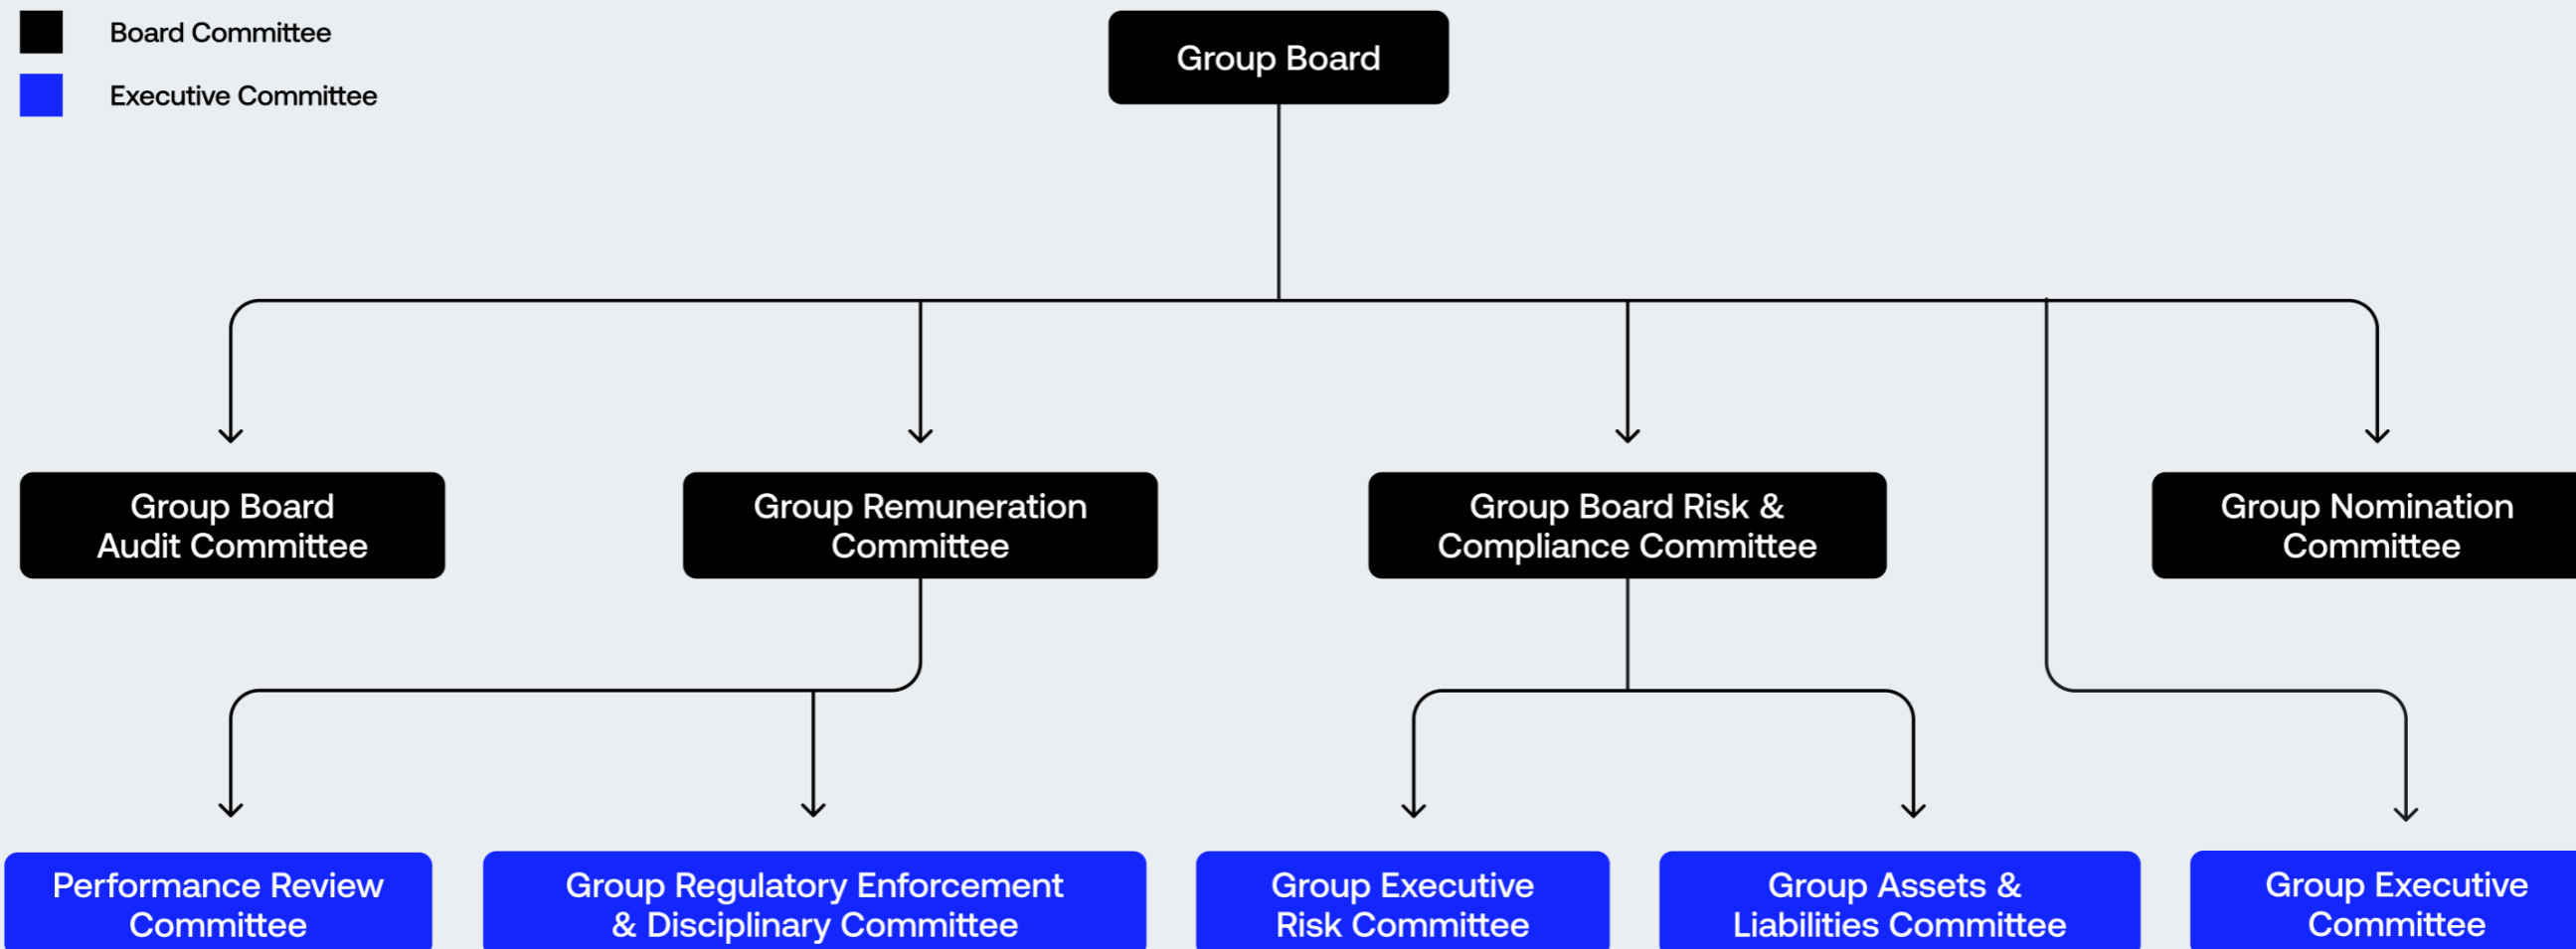 Board Committee
Executive Committee
Group Board
Group Board
Audit Committee
Group Remuneration
Committee
Group Board Risk &
Compliance Committee
Group Nomination
Committee
Performance Review
Committee
Group Regulatory Enforcement
& Disciplinary Committee
Group Executive
Risk Committee
Group Assets &
Liabilities Committee
Group Executive
Committee